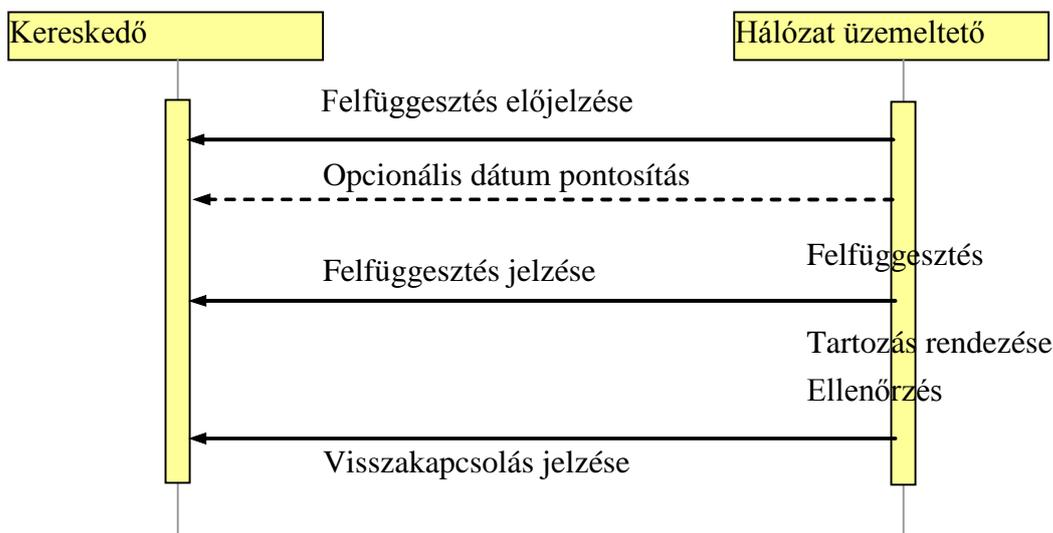 Kereskedő
Hálózat üzemeltető
Felfüggesztés előjelzése
Opcionális dátum pontosítás
Felfüggesztés
Felfüggesztés jelzése
Tartozás rendezése
Ellenőrzés
Visszakapcsolás jelzése